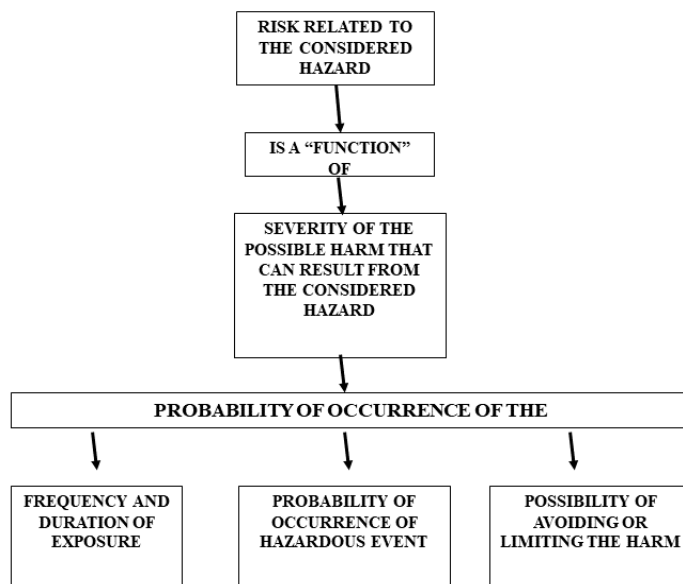 RISK RELATED TO
THE CONSIDERED
HAZARD
IS A “FUNCTION”
OF
SEVERITY OF THE
POSSIBLE HARM THAT
CAN RESULT FROM
THE CONSIDERED
HAZARD
PROBABILITY OF OCCURRENCE OF THE
FREQUENCY AND
DURATION OF
EXPOSURE
PROBABILITY OF
OCCURRENCE OF
HAZARDOUS EVENT
POSSIBILITY OF
AVOIDING OR
LIMITING THE HARM